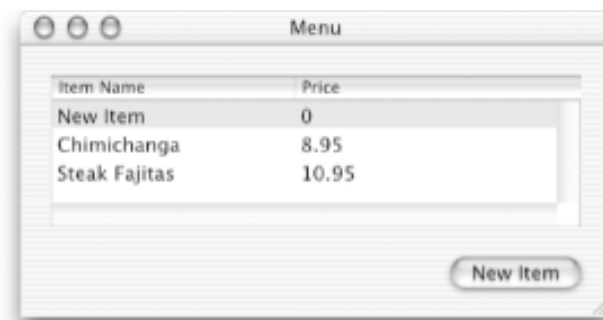 Menu
Item Name Price
New Item 0
Chimichanga 8.95
Steak Fajitas 10.95
New Item